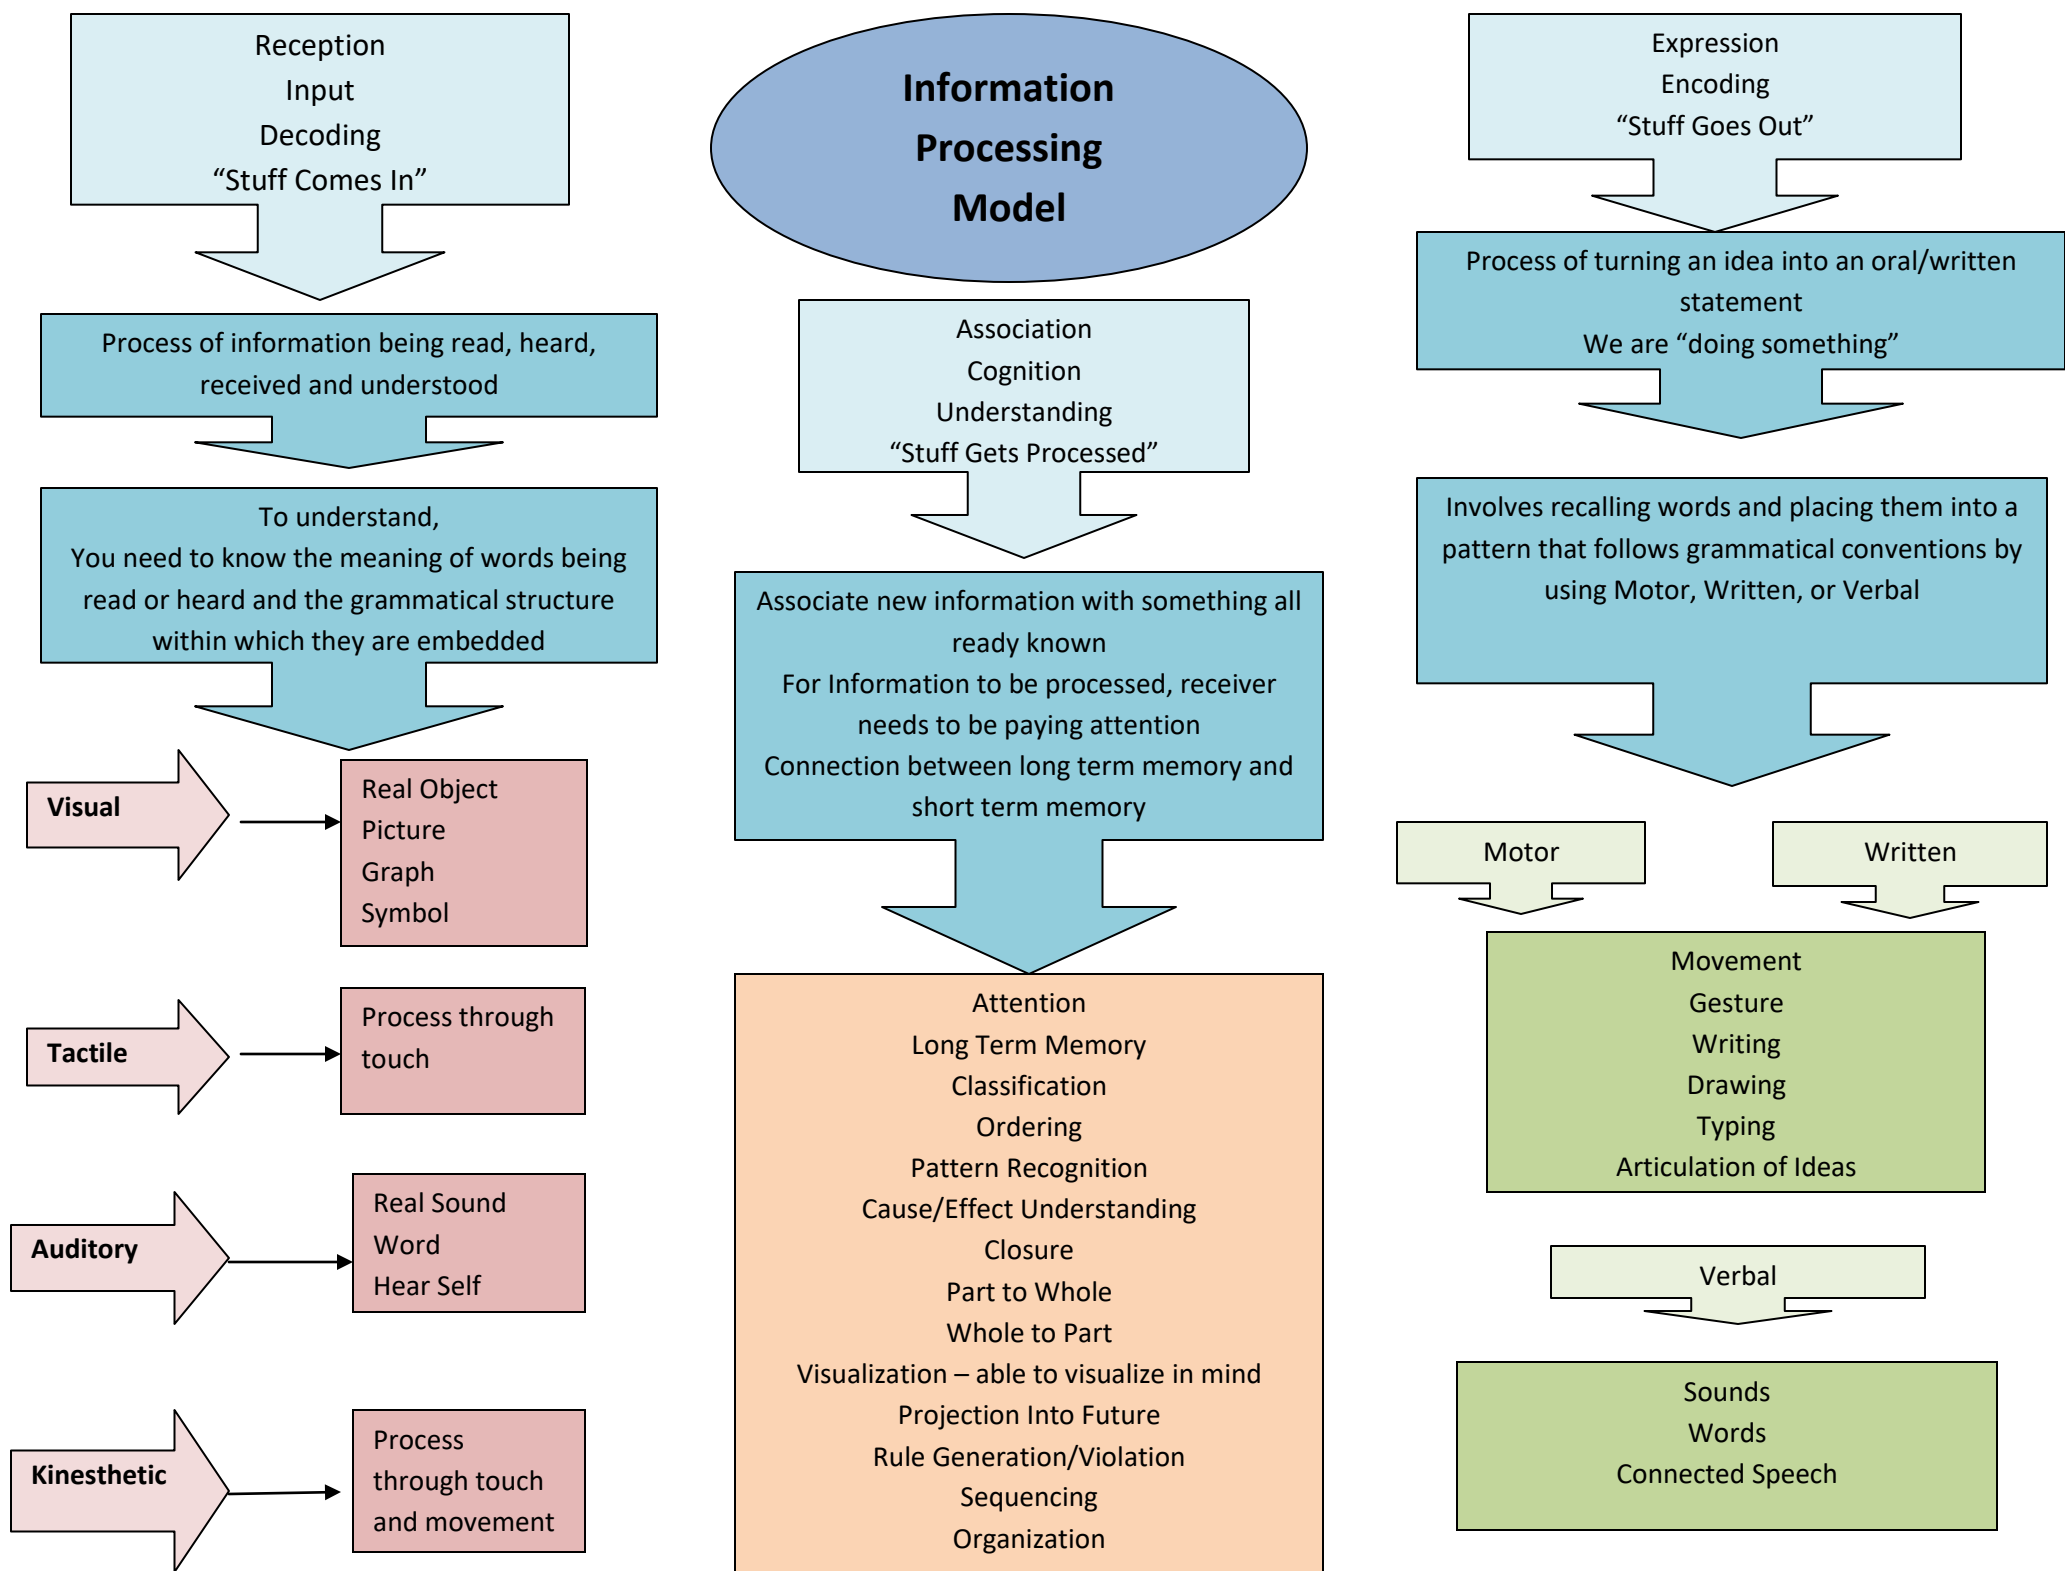 Reception
Input
Decoding
“Stuff Comes In”
Process of information being read, heard,
received and understood
To understand,
You need to know the meaning of words being
read or heard and the grammatical structure
within which they are embedded
Visual
Real Object
Picture
Graph
Symbol
Tactile
Process through
touch
Auditory
Real Sound
Word
Hear Self
Kinesthetic
Process
through touch
and movement
Information
Processing
Model
Association
Cognition
Understanding
“Stuff Gets Processed”
Associate new information with something all
ready known
For Information to be processed, receiver
needs to be paying attention
Connection between long term memory and
short term memory
Attention
Long Term Memory
Classification
Ordering
Pattern Recognition
Cause/Effect Understanding
Closure
Part to Whole
Whole to Part
Visualization – able to visualize in mind
Projection Into Future
Rule Generation/Violation
Sequencing
Organization
Expression
Encoding
“Stuff Goes Out”
Process of turning an idea into an oral/written
statement
We are “doing something”
Involves recalling words and placing them into a
pattern that follows grammatical conventions by
using Motor, Written, or Verbal
Motor
Written
Movement
Gesture
Writing
Drawing
Typing
Articulation of Ideas
Verbal
Sounds
Words
Connected Speech